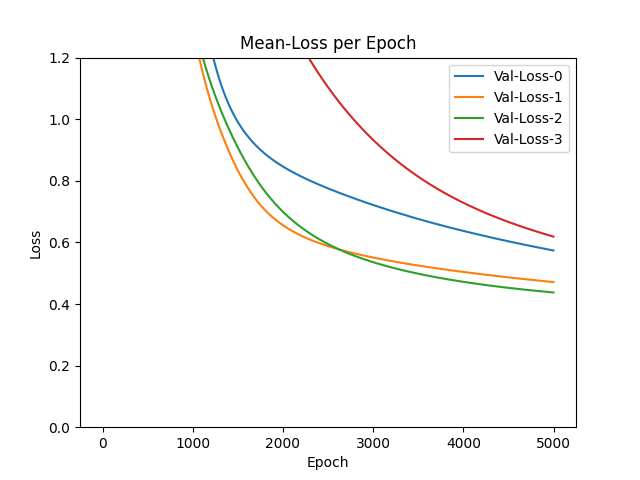 Mean-Loss per Epoch
Val-Loss-0
Val-Loss-1
Val-Loss-2
Val-Loss-3
Loss
1.2
1.0
0.8
0.6
0.4
0.2
0.0
0 1000 2000 3000 4000 5000
Epoch